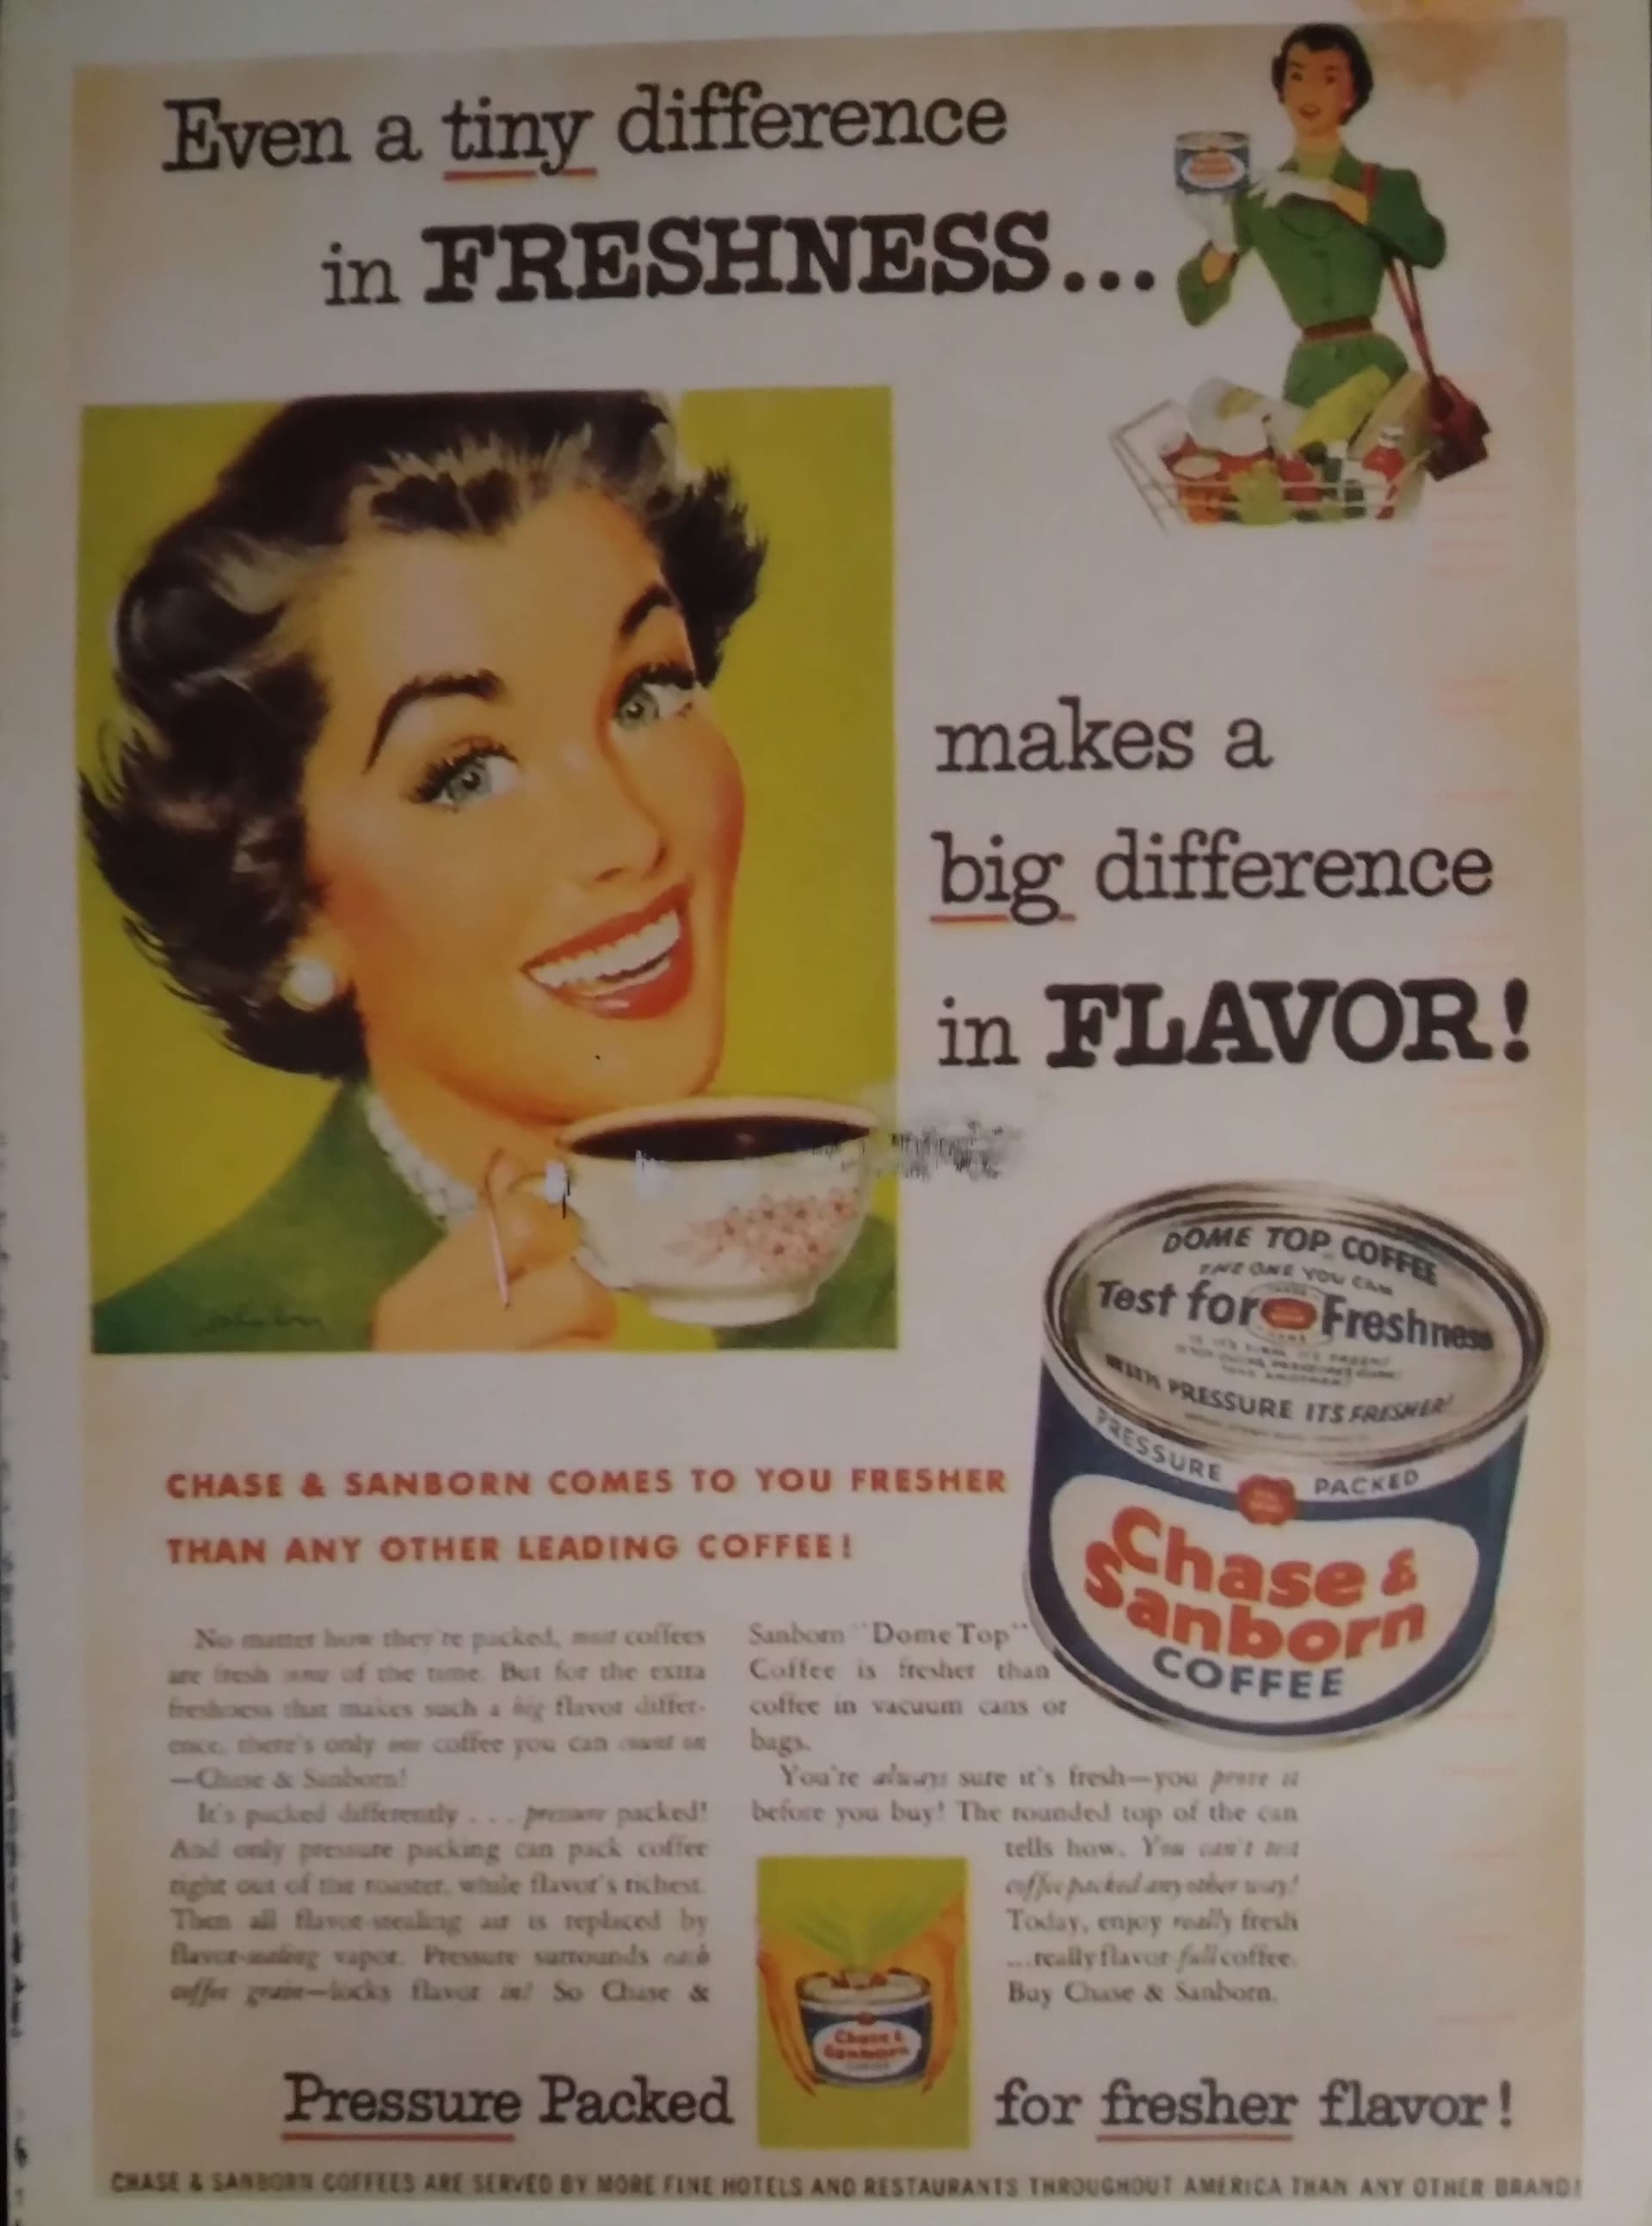 Even a tiny difference
in FRESHNESS...
makes a
big difference
in FLAVOR!
DOME TOP COFFEE
THE ONE YOU CAN
Test for Freshness
WITH PRESSURE ITS FRESHER!
PRESSURE PACKED
Chase &
Sanborn
COFFEE
CHASE & SANBORN COMES TO YOU FRESHER
THAN ANY OTHER LEADING COFFEE!
No matter how they're packed, most coffees
are fresh some of the time. But for the extra
freshness that makes such a big flavor differ-
ence, there's only one coffee you can count on
—Chase & Sanborn!
It's packed differently . . . pressure packed!
And only pressure packing can pack coffee
right out of the roaster, while flavor's richest.
Then all flavor-stealing air is replaced by
flavor-making vapor. Pressure surrounds each
coffee grain—locks flavor in! So Chase &
Sanborn "Dome Top"
Coffee is fresher than
coffee in vacuum cans or
bags.
You're always sure it's fresh—you prove it
before you buy! The rounded top of the can
tells how. You can't test
coffee packed any other way!
Today, enjoy really fresh
...really flavor-full coffee.
Buy Chase & Sanborn.
Chase &
Sanborn
Pressure Packed for fresher flavor!
CHASE & SANBORN COFFEES ARE SERVED BY MORE FINE HOTELS AND RESTAURANTS THROUGHOUT AMERICA THAN ANY OTHER BRAND!